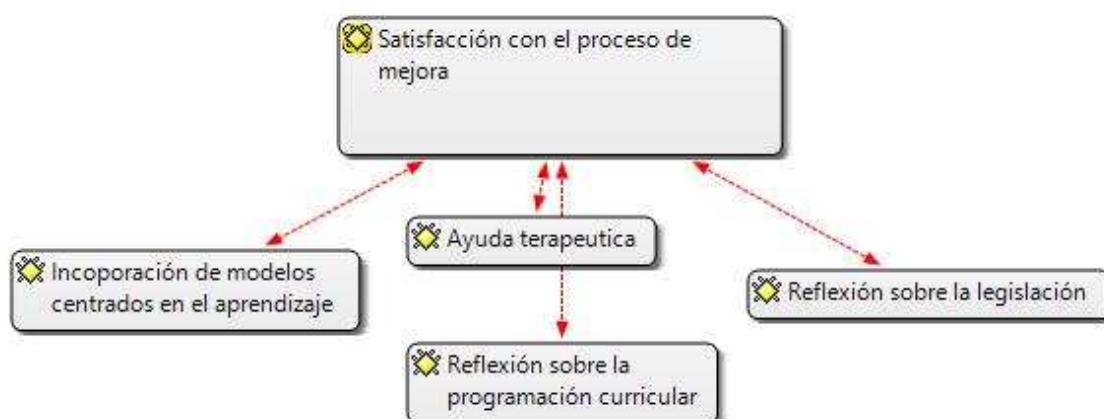 Satisfacción con el proceso de
mejora
Ayuda terapeutica
Incoporación de modelos
centrados en el aprendizaje
Reflexión sobre la legislación
Reflexión sobre la
programación curricular